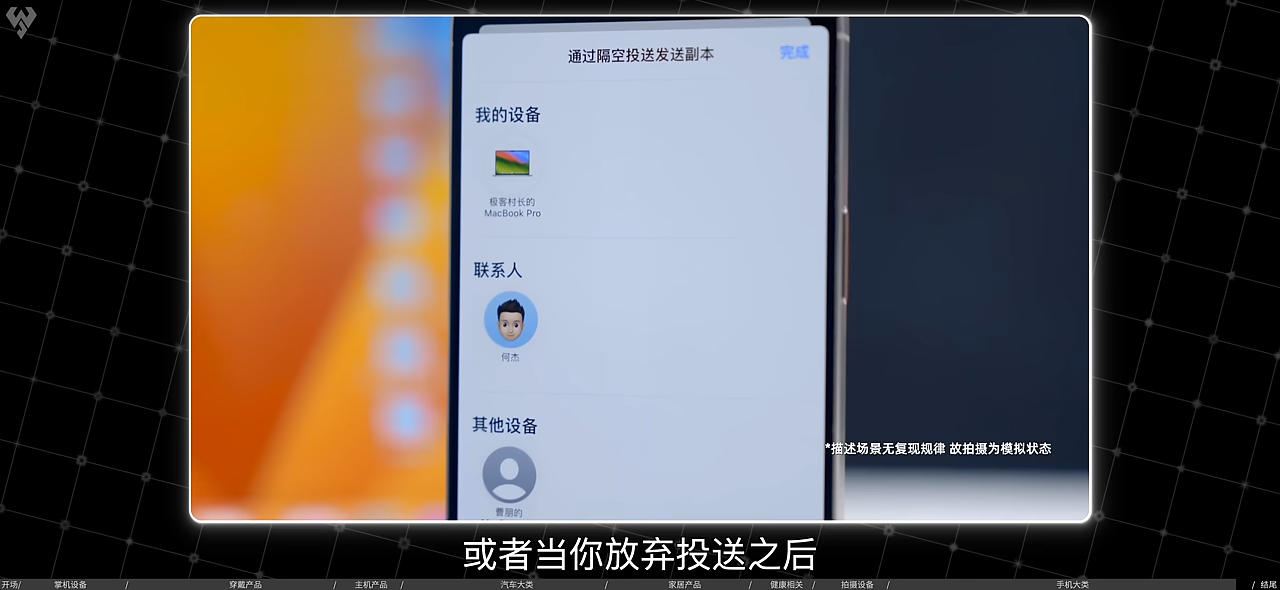 通过隔空投送发送副本
完成
我的设备
极客村长的
MacBook Pro
联系人
何杰
其他设备
曹朋的
*描述场景无复现规律 故拍摄为模拟状态
或者当你放弃投送之后
开场/ 掌机设备 / 穿戴产品 / 主机产品 / 汽车大类 / 家居产品 / 健康相关 / 拍摄设备 / 手机大类 / 结尾